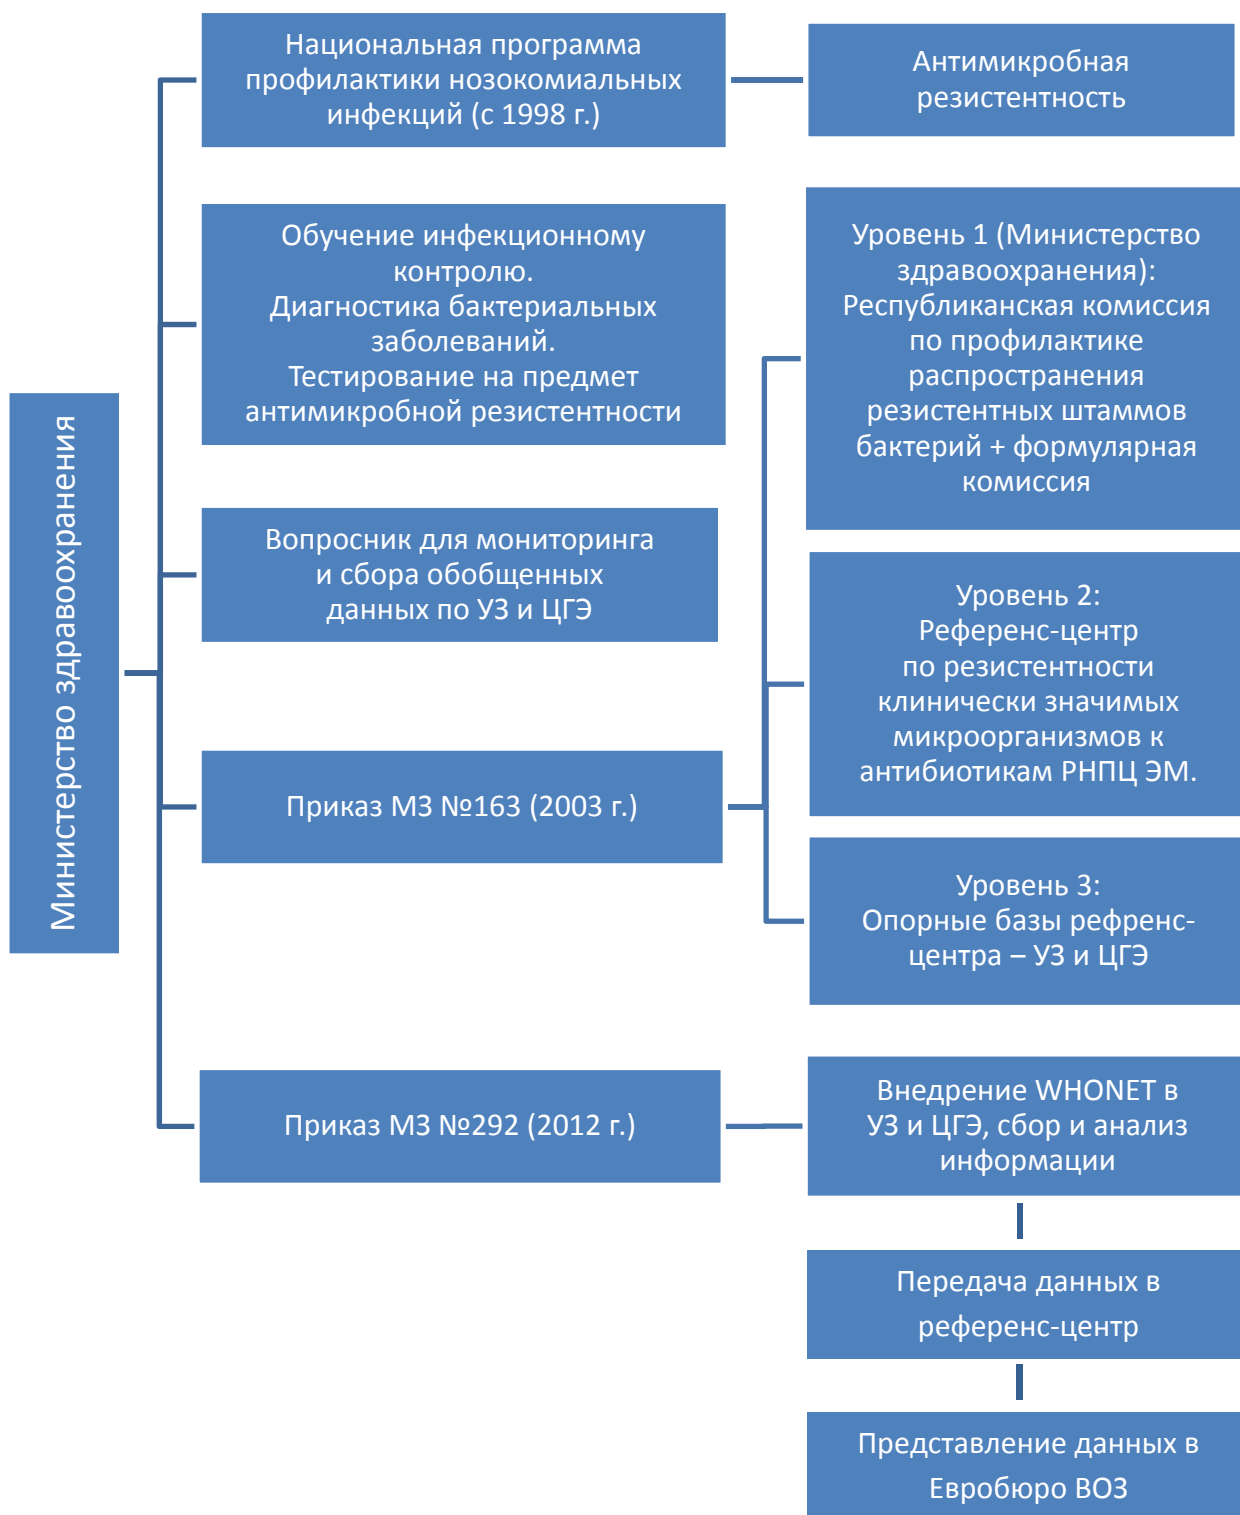 Министерство здравоохранения
Национальная программа
профилактики нозокомиальных
инфекций (с 1998 г.)
Антимикробная
резистентность
Обучение инфекционному
контролю.
Диагностика бактериальных
заболеваний.
Тестирование на предмет
антимикробной резистентности
Вопросник для мониторинга
и сбора обобщенных
данных по УЗ и ЦГЭ
Приказ МЗ №163 (2003 г.)
Уровень 1 (Министерство
здравоохранения):
Республиканская комиссия
по профилактике
распространения
резистентных штаммов
бактерий + формулярная
комиссия
Уровень 2:
Референс-центр
по резистентности
клинически значимых
микроорганизмов к
антибиотикам РНПЦ ЭМ.
Уровень 3:
Опорные базы рефренс-
центра – УЗ и ЦГЭ
Приказ МЗ №292 (2012 г.)
Внедрение WHONET в
УЗ и ЦГЭ, сбор и анализ
информации
Передача данных в
референс-центр
Представление данных в
Евробюро ВОЗ